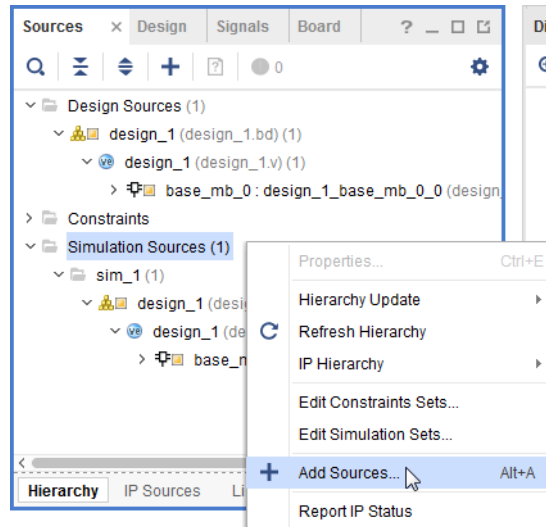 Sources × Design Signals Board ? _
Di
? 0
Design Sources (1)
design_1 (design_1.bd) (1)
design_1 (design_1.v) (1)
base_mb_0 : design_1_base_mb_0_0 (design_
Constraints
Simulation Sources (1)
sim_1 (1)
design_1 (desi
design_1 (de
base_n
Hierarchy IP Sources Li
Properties... Ctrl+E
Hierarchy Update
Refresh Hierarchy
IP Hierarchy
Edit Constraints Sets...
Edit Simulation Sets...
Add Sources... Alt+A
Report IP Status